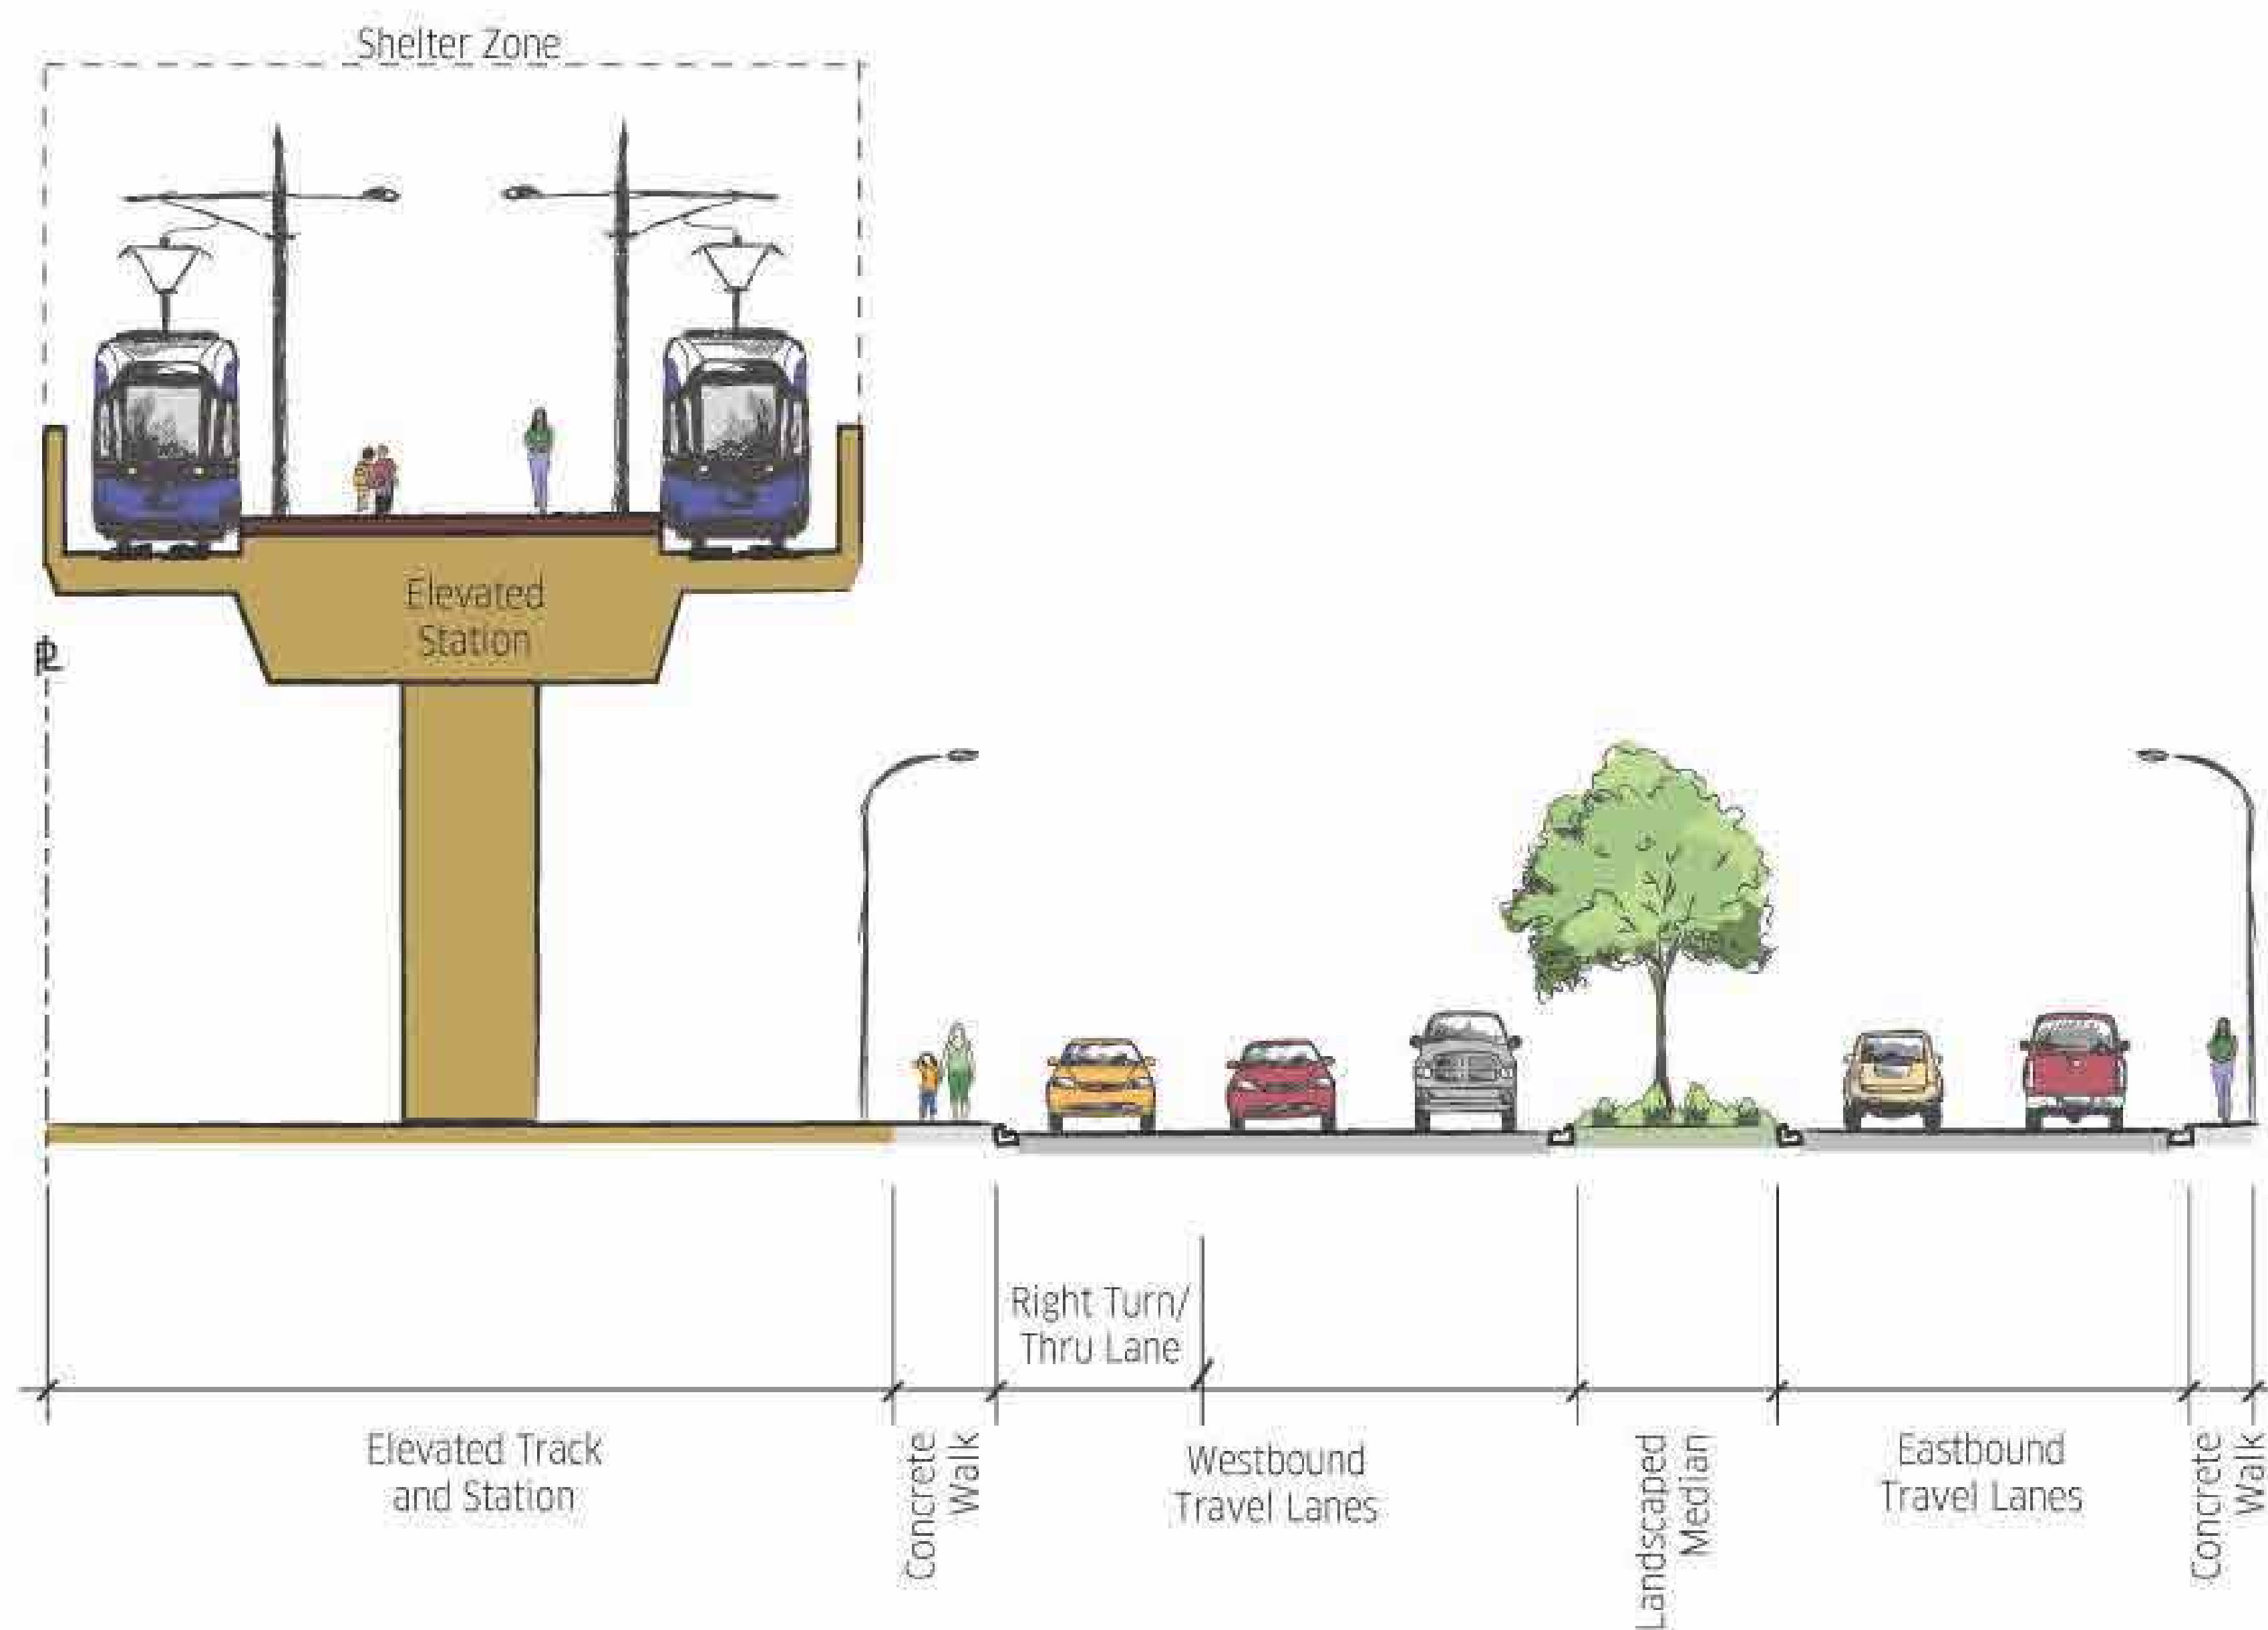 Shelter Zone
Elevated
Station
PL
Right Turn/
Thru Lane
Elevated Track
and Station
Concrete
Walk
Westbound
Travel Lanes
Landscaped
Median
Eastbound
Travel Lanes
Concrete
Walk